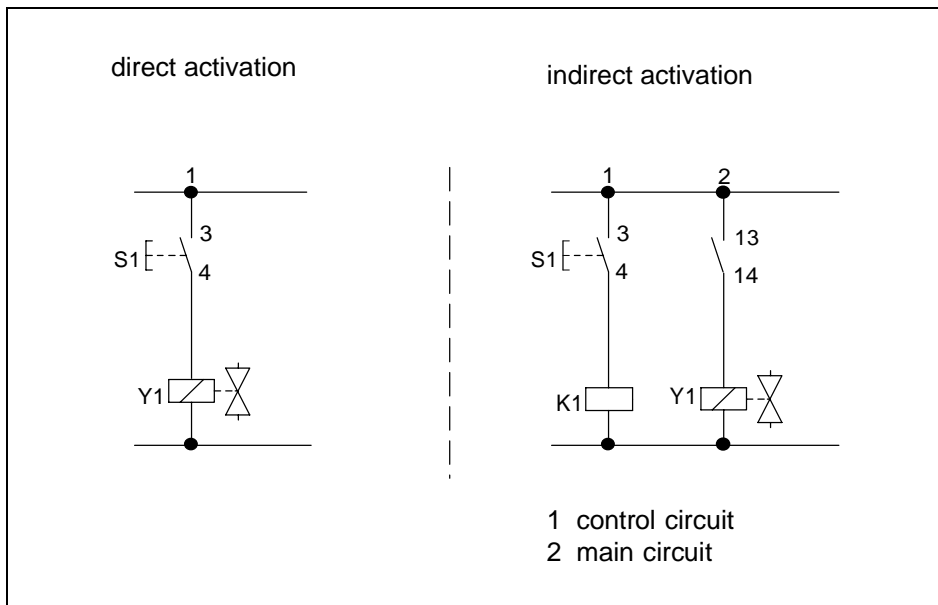 direct activation
indirect activation
1
1
2
3
3
13
S1
S1
4
4
14
Y1
K1
Y1
1 control circuit
2 main circuit